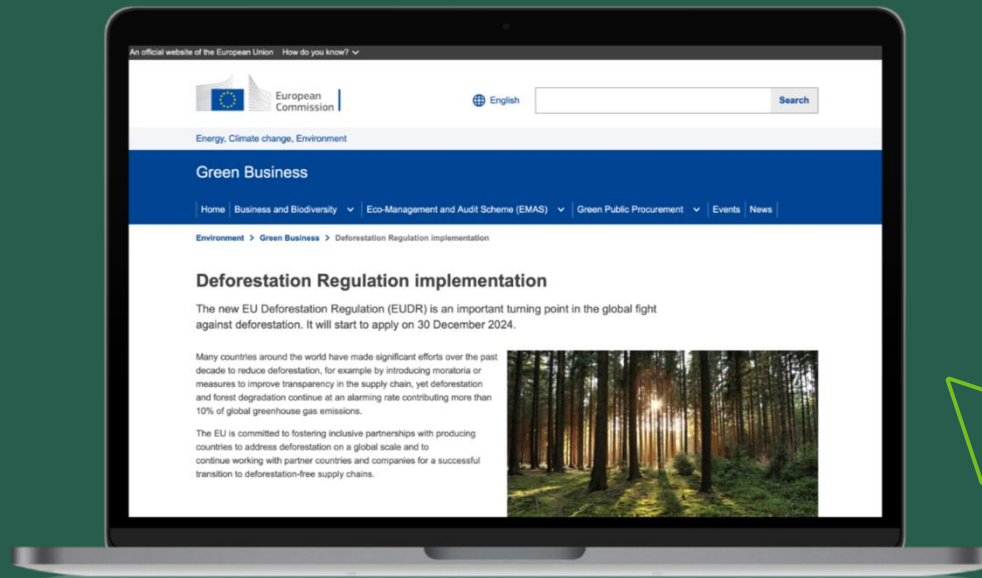 An official website of the European Union How do you know?
European
Commission
English
Search
Energy, Climate change, Environment
Green Business
Home Business and Biodiversity Eco-Management and Audit Scheme (EMAS) Green Public Procurement Events News
Environment > Green Business > Deforestation Regulation implementation
Deforestation Regulation implementation
The new EU Deforestation Regulation (EUDR) is an important turning point in the global fight
against deforestation. It will start to apply on 30 December 2024.
Many countries around the world have made significant efforts over the past
decade to reduce deforestation, for example by introducing moratoria or
measures to improve transparency in the supply chain, yet deforestation
and forest degradation continue at an alarming rate contributing more than
10% of global greenhouse gas emissions.
The EU is committed to fostering inclusive partnerships with producing
countries to address deforestation on a global scale and to
continue working with partner countries and companies for a successful
transition to deforestation-free supply chains.